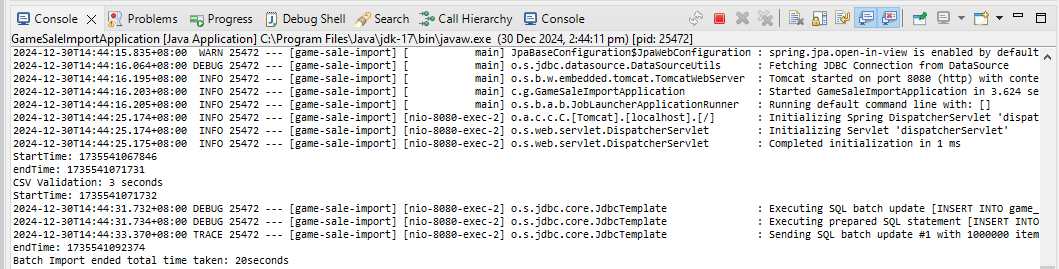 Console Problems Progress Debug Shell Search Call Hierarchy Console
GameSaleImportApplication [Java Application] C:\Program Files\Java\jdk-17\bin\javaw.exe (30 Dec 2024, 2:44:11 pm) [pid: 25472]
2024-12-30T14:44:15.835+08:00  WARN 25472 --- [game-sale-import] [           main] JpaBaseConfiguration$JpaWebConfiguration : spring.jpa.open-in-view is enabled by default
2024-12-30T14:44:16.064+08:00 DEBUG 25472 --- [game-sale-import] [           main] o.s.jdbc.datasource.DataSourceUtils      : Fetching JDBC Connection from DataSource
2024-12-30T14:44:16.195+08:00  INFO 25472 --- [game-sale-import] [           main] o.s.b.w.embedded.tomcat.TomcatWebServer  : Tomcat started on port 8080 (http) with conte
2024-12-30T14:44:16.203+08:00  INFO 25472 --- [game-sale-import] [           main] c.g.GameSaleImportApplication            : Started GameSaleImportApplication in 3.624 se
2024-12-30T14:44:16.205+08:00  INFO 25472 --- [game-sale-import] [           main] o.s.b.a.b.JobLauncherApplicationRunner   : Running default command line with: []
2024-12-30T14:44:25.174+08:00  INFO 25472 --- [game-sale-import] [nio-8080-exec-2] o.a.c.c.C.[Tomcat].[localhost].[/]       : Initializing Spring DispatcherServlet 'dispat
2024-12-30T14:44:25.174+08:00  INFO 25472 --- [game-sale-import] [nio-8080-exec-2] o.s.web.servlet.DispatcherServlet        : Initializing Servlet 'dispatcherServlet'
2024-12-30T14:44:25.175+08:00  INFO 25472 --- [game-sale-import] [nio-8080-exec-2] o.s.web.servlet.DispatcherServlet        : Completed initialization in 1 ms
StartTime: 1735541067846
endTime: 1735541071731
CSV Validation: 3 seconds
StartTime: 1735541071732
2024-12-30T14:44:31.732+08:00 DEBUG 25472 --- [game-sale-import] [nio-8080-exec-2] o.s.jdbc.core.JdbcTemplate               : Executing SQL batch update [INSERT INTO game_
2024-12-30T14:44:31.734+08:00 DEBUG 25472 --- [game-sale-import] [nio-8080-exec-2] o.s.jdbc.core.JdbcTemplate               : Executing prepared SQL statement [INSERT INTO
2024-12-30T14:44:33.370+08:00 TRACE 25472 --- [game-sale-import] [nio-8080-exec-2] o.s.jdbc.core.JdbcTemplate               : Sending SQL batch update #1 with 1000000 item
endTime: 1735541092374
Batch Import ended total time taken: 20seconds